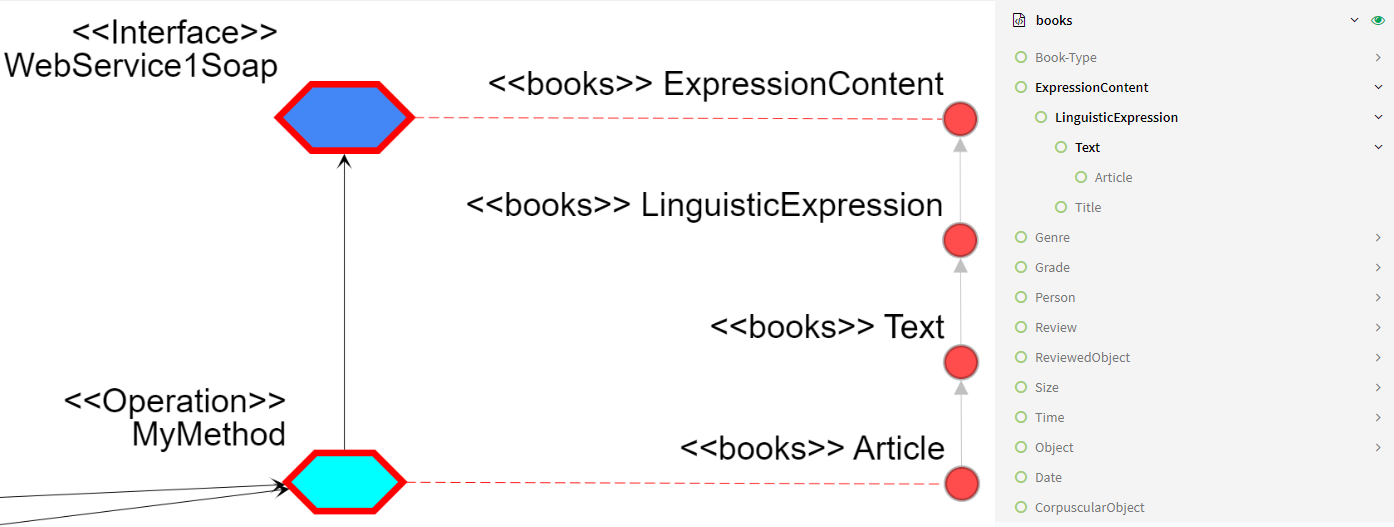 <<Interface>>
WebService1Soap
<<books>> ExpressionContent
<<books>> LinguisticExpression
<<books>> Text
<<Operation>>
MyMethod
<<books>> Article
books
Book-Type
ExpressionContent
LinguisticExpression
Text
Article
Title
Genre
Grade
Person
Review
ReviewedObject
Size
Time
Object
Date
CorpuscularObject